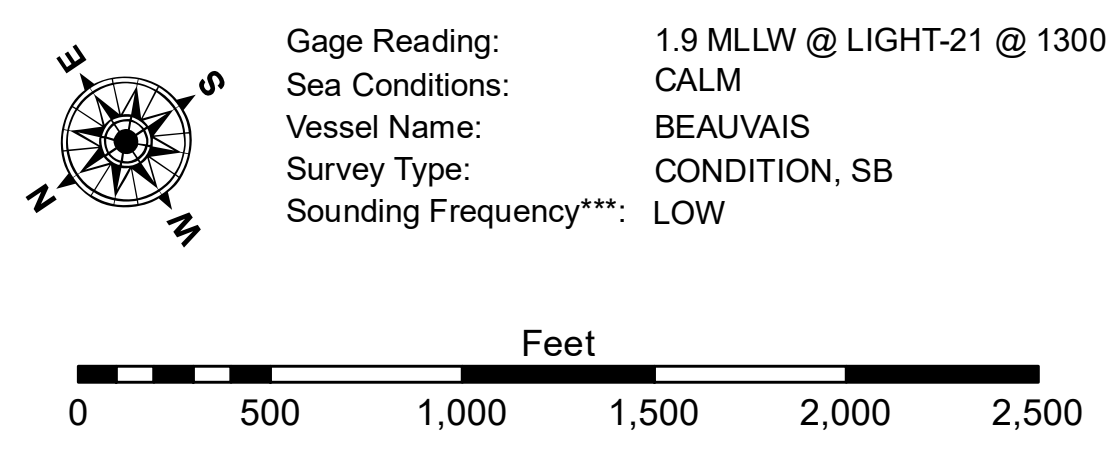 E
S
N
W
Gage Reading: 1.9 MLLW @ LIGHT-21 @ 1300
Sea Conditions: CALM
Vessel Name: BEAUVAIS
Survey Type: CONDITION, SB
Sounding Frequency***: LOW
Feet
0 500 1,000 1,500 2,000 2,500